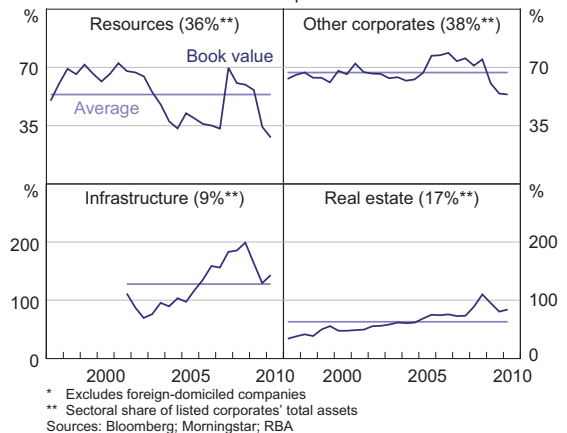 % Resources (36%**) Other corporates (38%**) %
Book value
70 70
Average
35 35
% Infrastructure (9%**) Real estate (17%**) %
200 200
100 100
0 0
2000 2005 2010 2000 2005 2010
* Excludes foreign-domiciled companies
** Sectoral share of listed corporates' total assets
Sources: Bloomberg; Morningstar; RBA